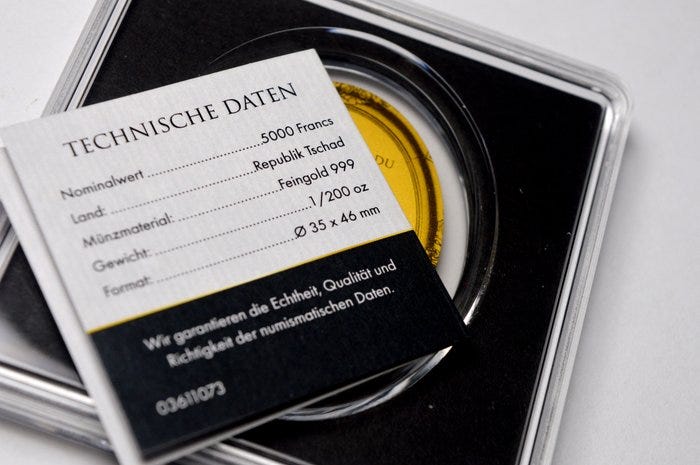 TECHNISCHE DATEN
Nominalwert..............................5000 Francs
Land:..............................Republik Tschad
Münzmaterial:..............................Feingold 999
Gewicht:..............................1/200 oz
Format:..............................Ø 35 x 46 mm
Wir garantieren die Echtheit, Qualität und
Richtigkeit der numismatischen Daten.
03611073
DU